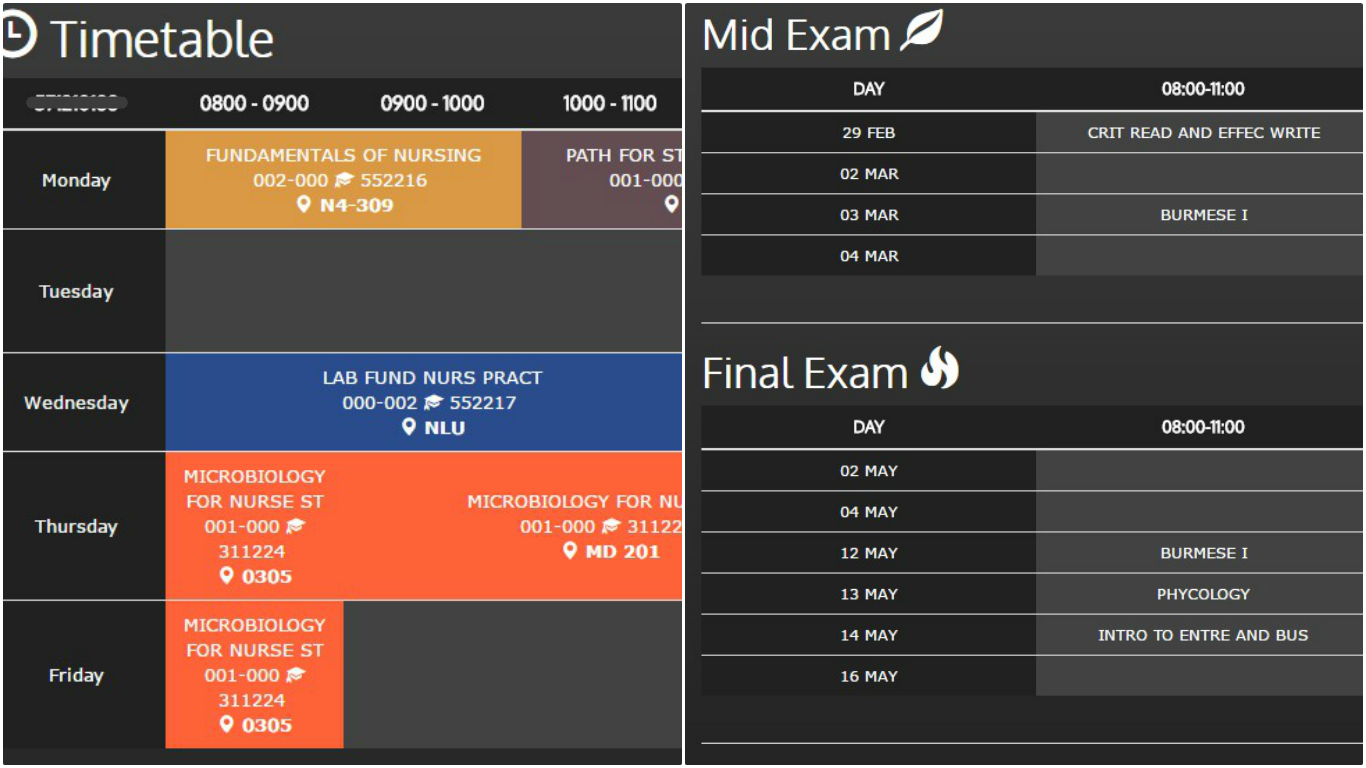 Timetable
0800 - 0900 0900 - 1000 1000 - 1100
Monday
FUNDAMENTALS OF NURSING
002-000 552216
N4-309
PATH FOR ST
001-000
Tuesday
Wednesday
LAB FUND NURS PRACT
000-002 552217
NLU
Thursday
MICROBIOLOGY
FOR NURSE ST
001-000
311224
0305
MICROBIOLOGY FOR NU
001-000 31122
MD 201
Friday
MICROBIOLOGY
FOR NURSE ST
001-000
311224
0305
Mid Exam
DAY 08:00-11:00
29 FEB CRIT READ AND EFFEC WRITE
02 MAR
03 MAR BURMESE I
04 MAR
Final Exam
DAY 08:00-11:00
02 MAY
04 MAY
12 MAY BURMESE I
13 MAY PHYCOLOGY
14 MAY INTRO TO ENTRE AND BUS
16 MAY